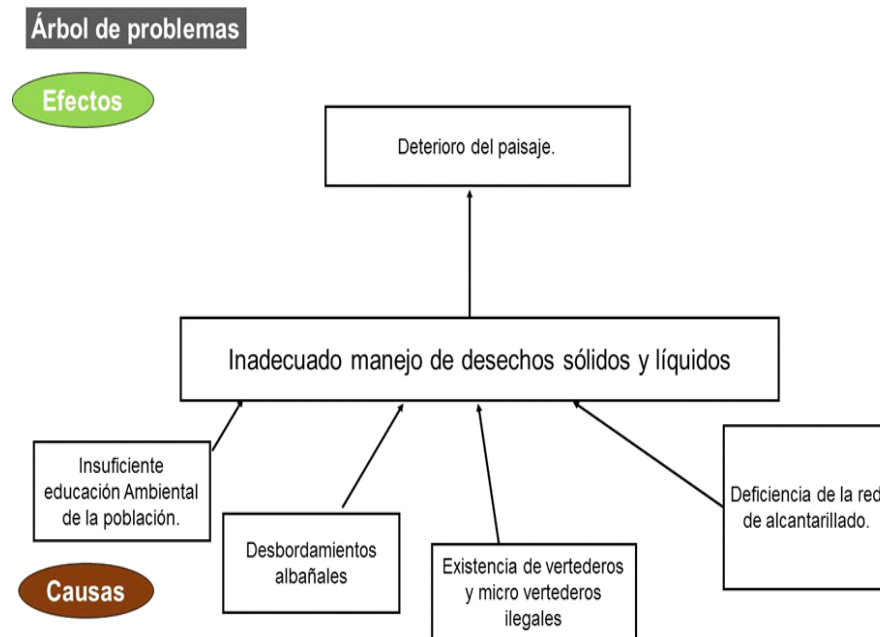 Árbol de problemas
Efectos
Deterioro del paisaje.
Inadecuado manejo de desechos sólidos y líquidos
Insuficiente
educación Ambiental
de la población.
Desbordamientos
albañales
Existencia de vertederos
y micro vertederos
ilegales
Deficiencia de la red
de alcantarillado.
Causas